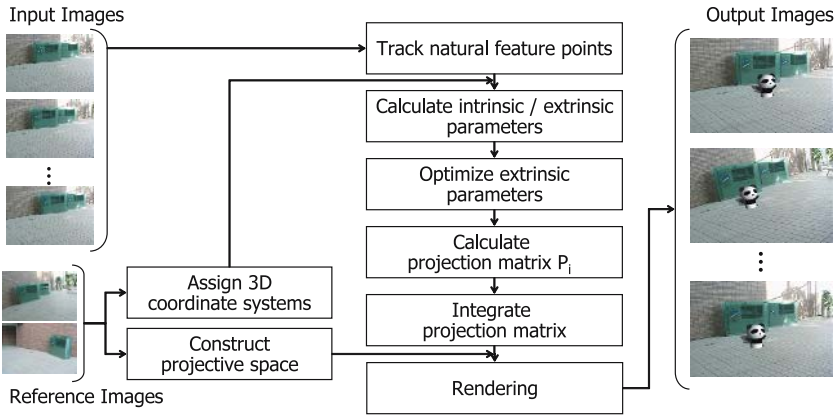 Input Images
Output Images
Track natural feature points
Calculate intrinsic / extrinsic
parameters
Optimize extrinsic
parameters
Calculate
projection matrix Pi
Assign 3D
coordinate systems
Integrate
projection matrix
Construct
projective space
Rendering
Reference Images